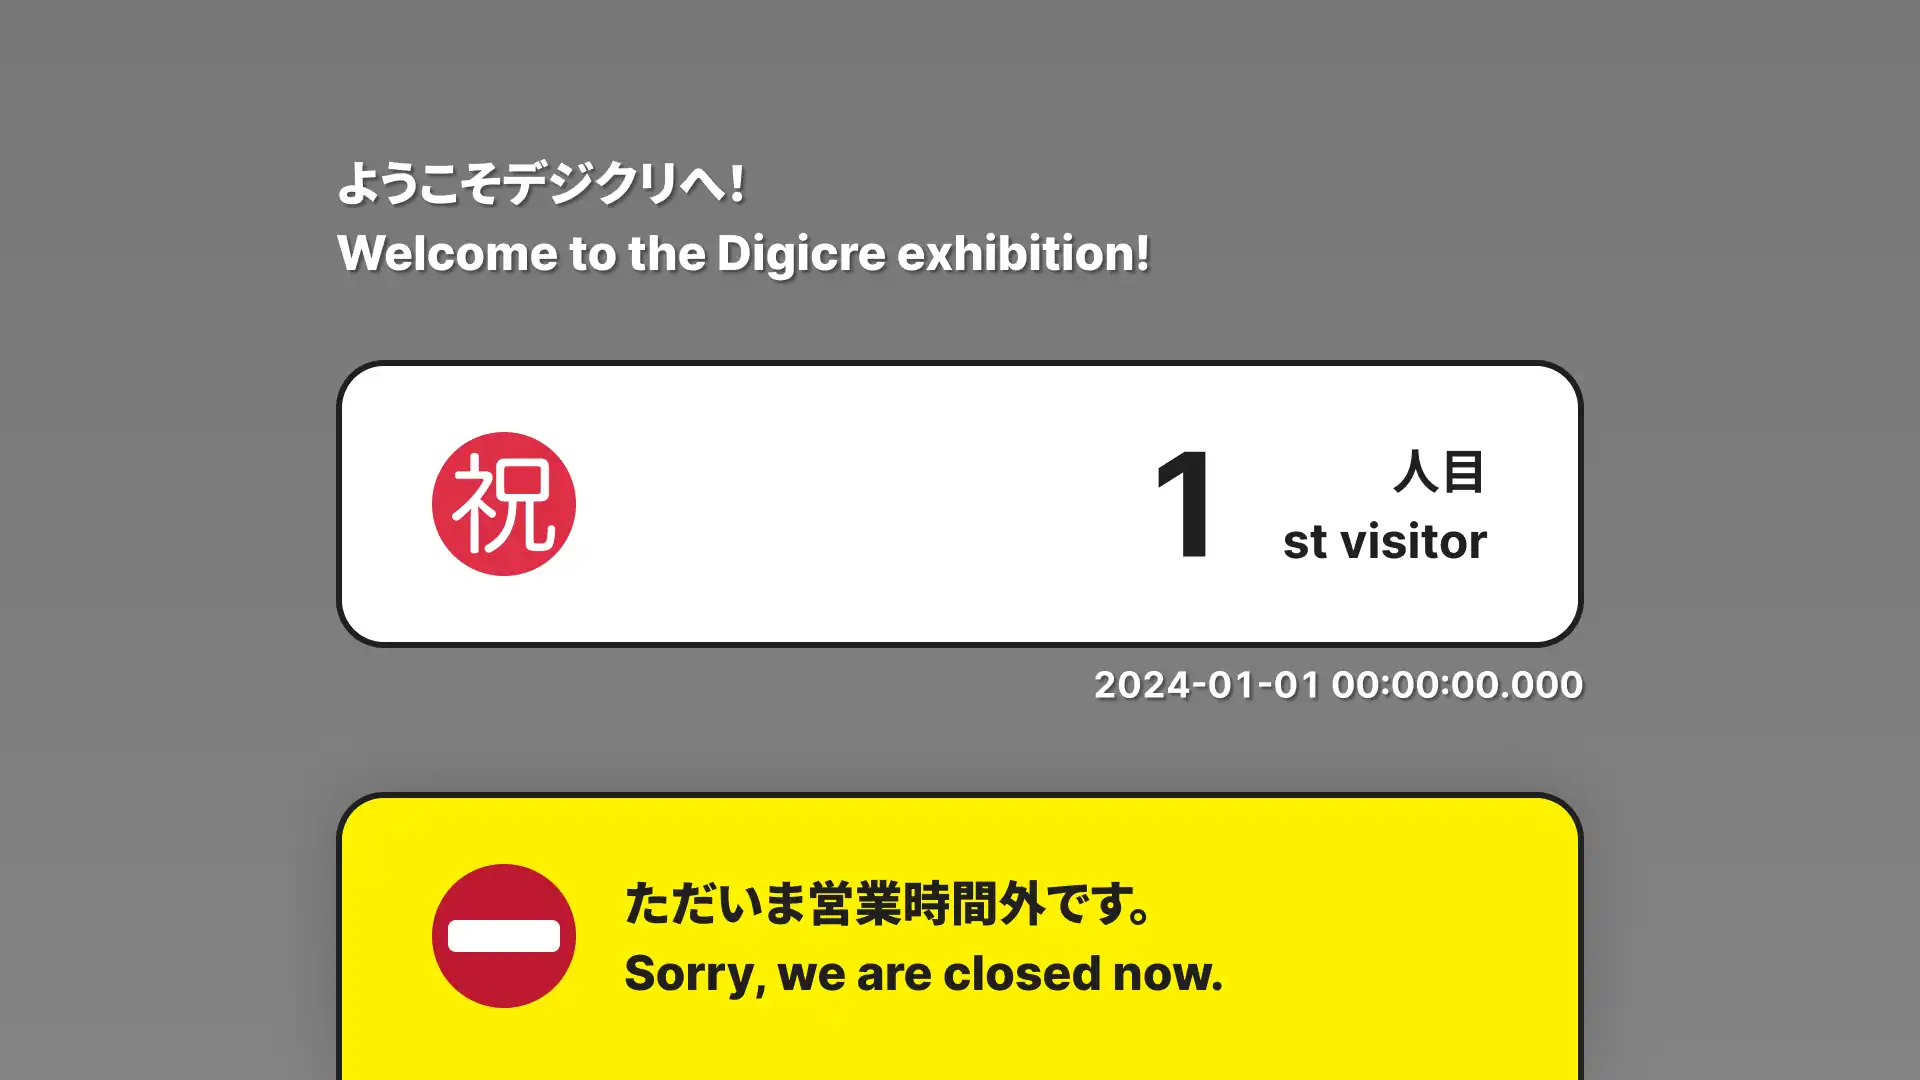 ようこそデジクリへ！
Welcome to the Digicre exhibition!
祝
1
人目
st visitor
2024-01-01 00:00:00.000
ただいま営業時間外です。
Sorry, we are closed now.